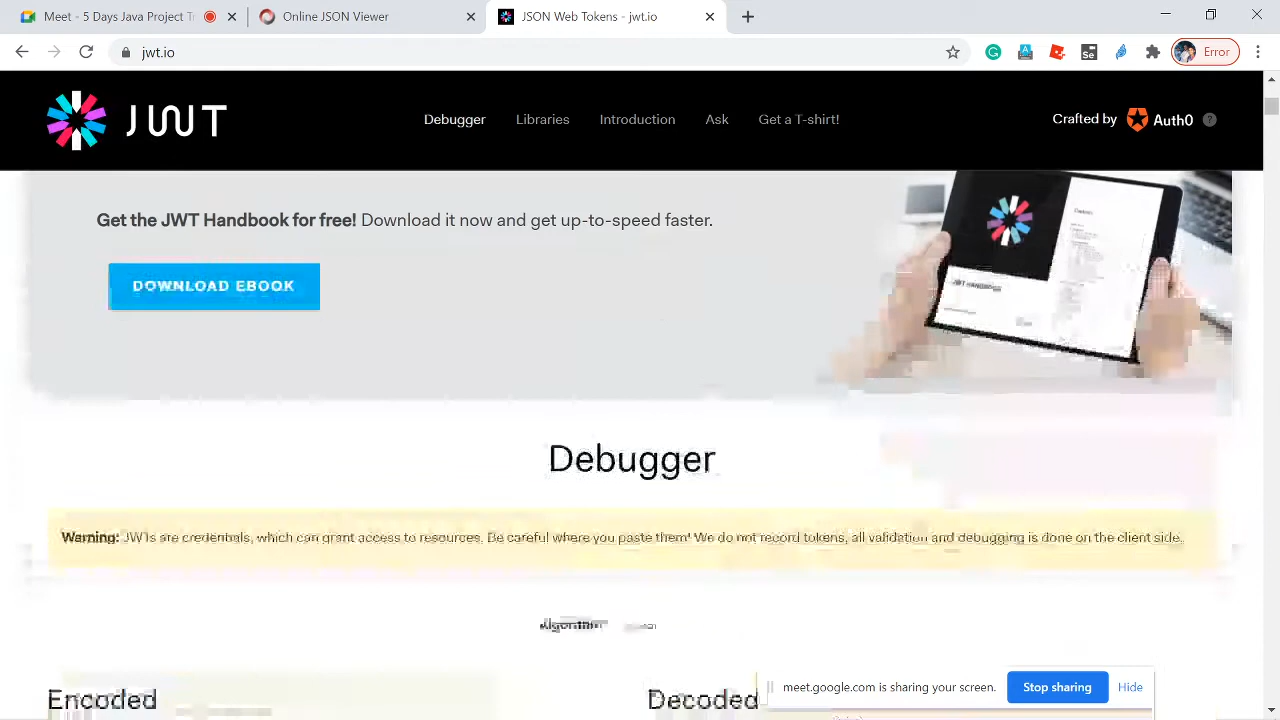 Meet - 5 Days Java Project T
Online JSON Viewer
JSON Web Tokens - jwt.io
jwt.io
Se
Error
JWT
Debugger
Libraries
Introduction
Ask
Get a T-shirt!
Crafted by
Auth0
?
Get the JWT Handbook for free! Download it now and get up-to-speed faster.
DOWNLOAD EBOOK
JWT HANDBOOK
Debugger
Warning: JWTs are credentials, which can grant access to resources. Be careful where you paste them! We do not record tokens, all validation and debugging is done on the client side.
Algorithm
Encoded
Decoded
meet.google.com is sharing your screen.
Stop sharing
Hide